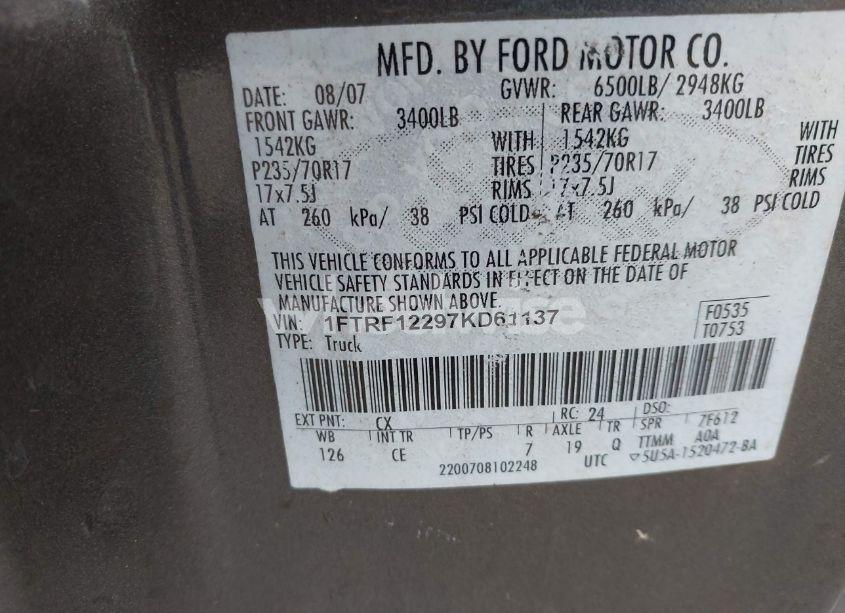 MFD. BY FORD MOTOR CO.
DATE: 08/07 GVWR: 6500LB/ 2948KG
FRONT GAWR: 3400LB REAR GAWR: 3400LB
1542KG WITH 1542KG WITH
P235/70R17 TIRES P235/70R17 TIRES
17x7.5J RIMS 17x7.5J RIMS
AT 260 kPa/ 38 PSI COLD AT 260 kPa/ 38 PSI COLD
THIS VEHICLE CONFORMS TO ALL APPLICABLE FEDERAL MOTOR
VEHICLE SAFETY STANDARDS IN EFFECT ON THE DATE OF
MANUFACTURE SHOWN ABOVE.
VIN: 1FTRF12297KD61137 F0535
TYPE: Truck T0753
EXT PNT: CX RC: 24 DSO:
WB INT TR TP/PS R AXLE TR SPR 7F612
126 CE 7 19 Q TTMM AOA
2200708102248 UTC 5U5A-1520472-BA